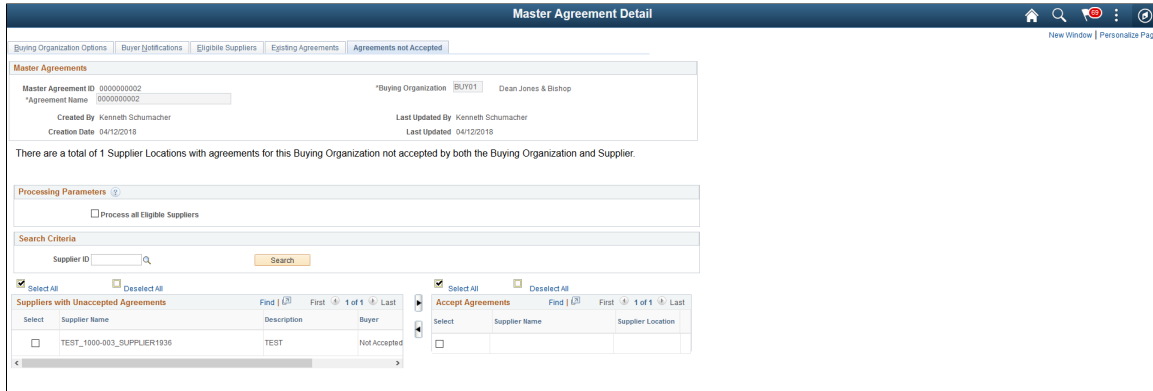 Master Agreement Detail
69
New Window | Personalize Pag
Buying Organization Options
Buyer Notifications
Eligibile Suppliers
Existing Agreements
Agreements not Accepted
Master Agreements
Master Agreement ID 0000000002
*Buying Organization BUY01 Dean Jones & Bishop
*Agreement Name 0000000002
Created By Kenneth Schumacher
Last Updated By Kenneth Schumacher
Creation Date 04/12/2018
Last Updated 04/12/2018
There are a total of 1 Supplier Locations with agreements for this Buying Organization not accepted by both the Buying Organization and Supplier.
Processing Parameters ?
Process all Eligible Suppliers
Search Criteria
Supplier ID
Search
Select All
Deselect All
Select All
Deselect All
Suppliers with Unaccepted Agreements Find | First 1 of 1 Last
Accept Agreements Find | First 1 of 1 Last
Select Supplier Name Description Buyer
Select Supplier Name Supplier Location
TEST_1000-003_SUPPLIER1936 TEST Not Accepted